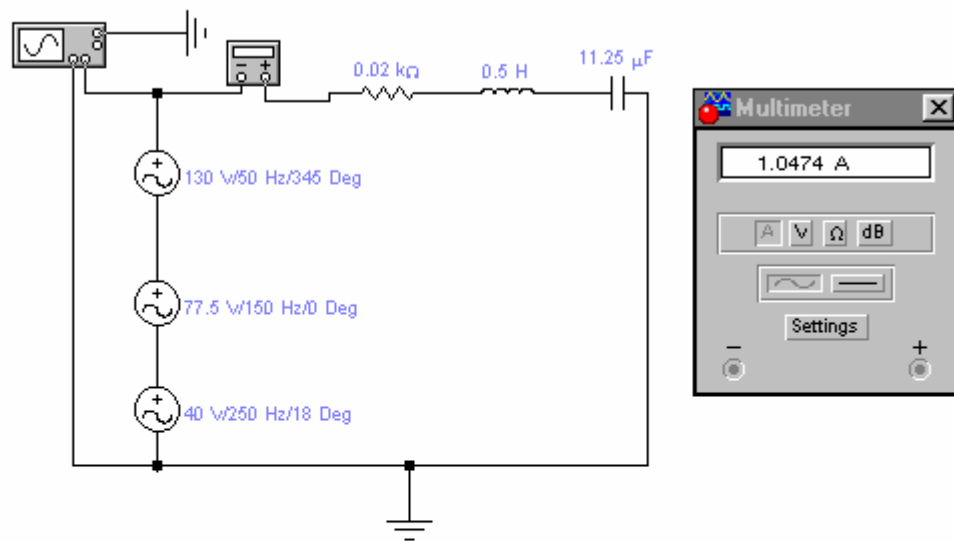 11.25 µF
0.02 kΩ
0.5 H
− +
Multimeter
130 V/50 Hz/345 Deg
1.0474 A
A V Ω dB
77.5 V/150 Hz/0 Deg
Settings
− +
40 V/250 Hz/18 Deg
+
+
+